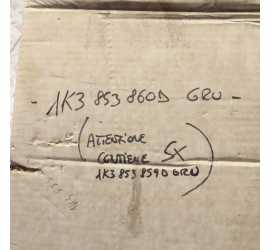 - 1K3 853 860D GRU -
(ATTENZIONE
CONTIENE SX
1K3 853 859D GRU)